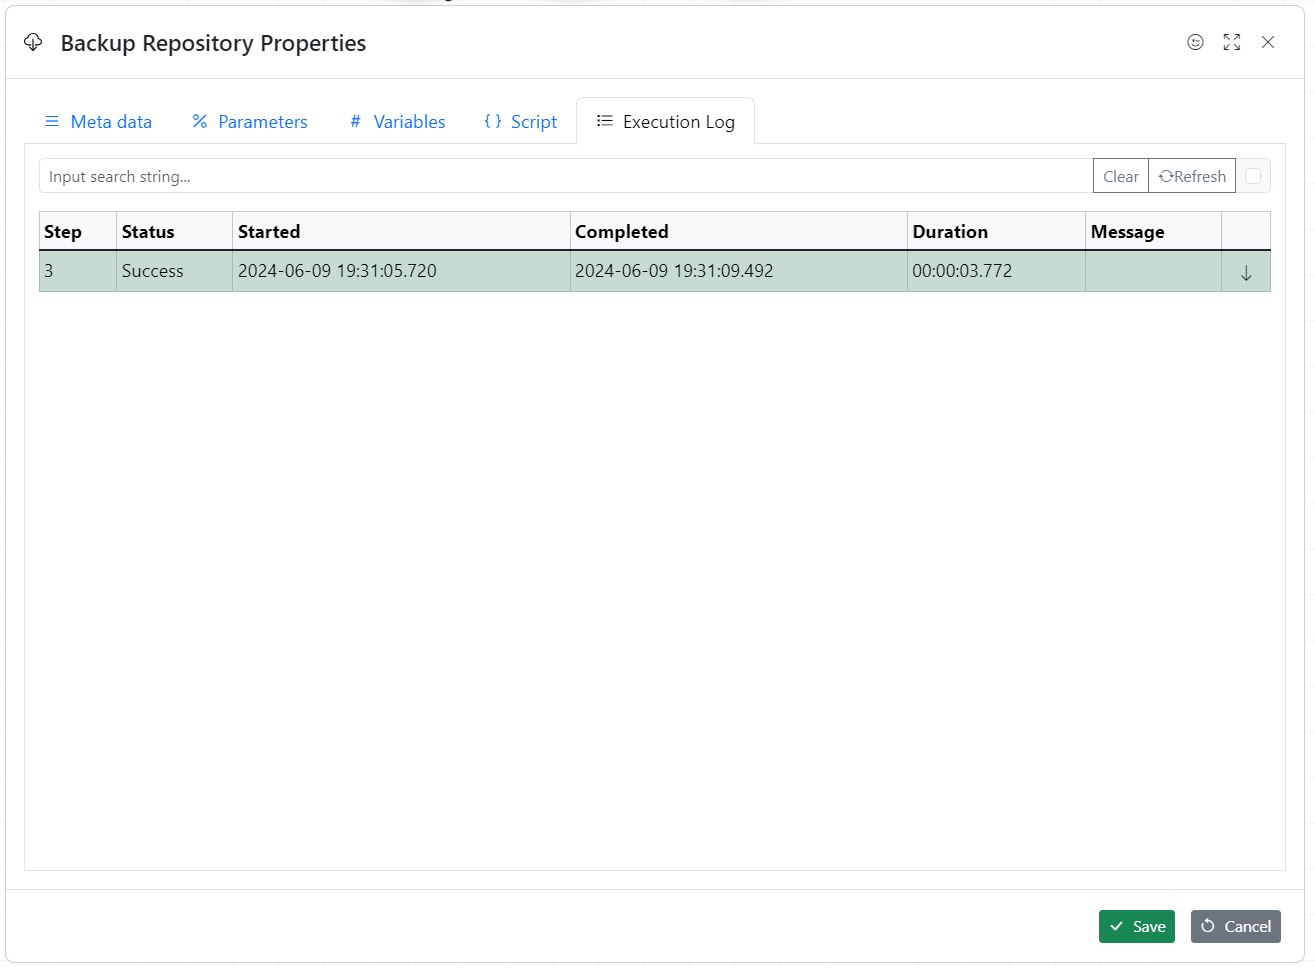 Backup Repository Properties
Meta data Parameters # Variables { } Script Execution Log
Input search string... Clear Refresh
Step Status Started Completed Duration Message
3 Success 2024-06-09 19:31:05.720 2024-06-09 19:31:09.492 00:00:03.772
Save Cancel